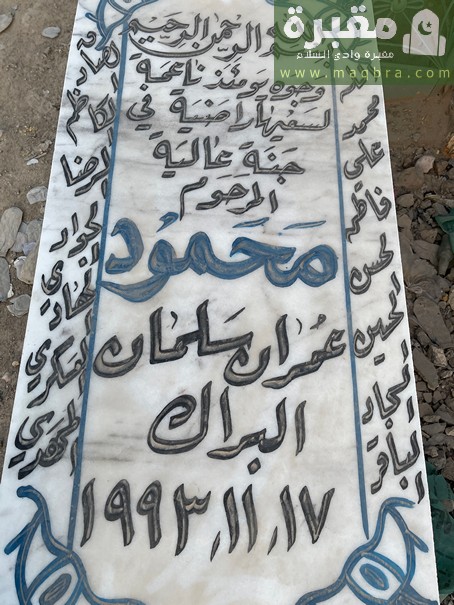 مقبرة
مقبرة وادي السلام
www.maqbra.com
الرحمن الرحيم
وجوه يومئذ ناعمة
لسعيها راضية في
جنة عالية
المرحوم
محمود
عمران سلمان
البراك
١٩٩٣.١١.١٧
محمد
علي
فاطمة
الحسن
الحسين
السجاد
الباقر
الصادق
الكاظم
الرضا
الجواد
الهادي
العسكري
المهدي